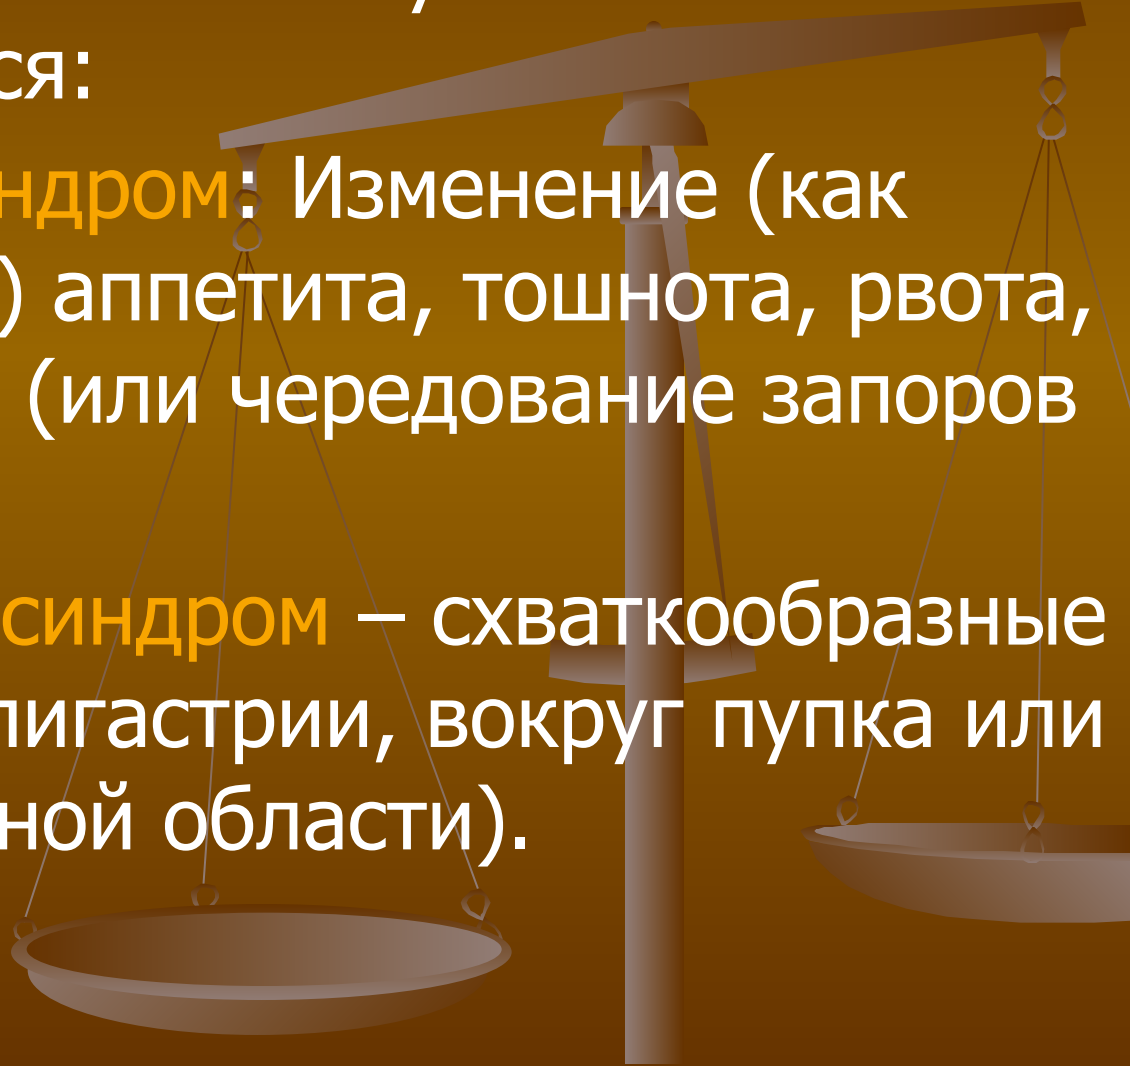 ся:
ндром: Изменение (как
) аппетита, тошнота, рвота,
(или чередование запоров
синдром – схваткообразные
пигастрии, вокруг пупка или
ной области).